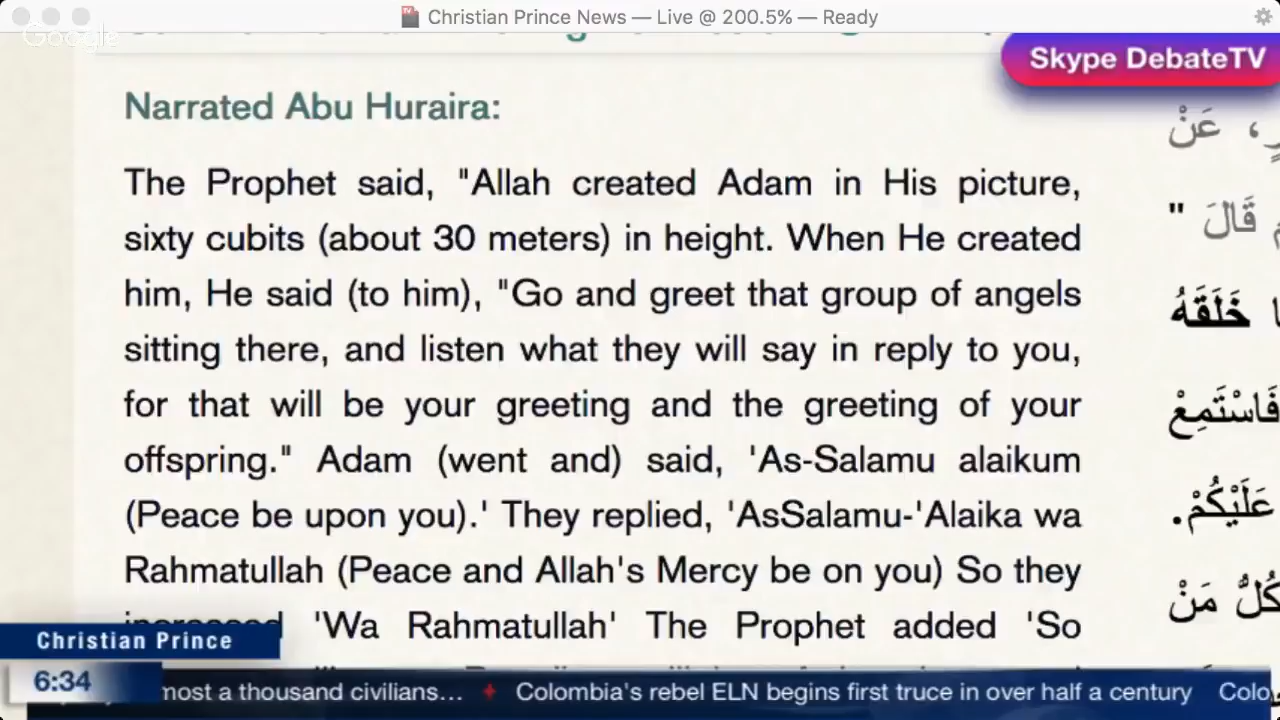 Christian Prince News — Live @ 200.5% — Ready
Google
Skype DebateTV
Narrated Abu Huraira:
The Prophet said, "Allah created Adam in His picture,
sixty cubits (about 30 meters) in height. When He created
him, He said (to him), "Go and greet that group of angels
sitting there, and listen what they will say in reply to you,
for that will be your greeting and the greeting of your
offspring." Adam (went and) said, 'As-Salamu alaikum
(Peace be upon you).' They replied, 'AsSalamu-'Alaika wa
Rahmatullah (Peace and Allah's Mercy be on you) So they
increased 'Wa Rahmatullah' The Prophet added 'So
، عَنْ
قَالَ "
خَلَقَهُ
فَاسْتَمِعْ
عَلَيْكُمْ.
كُلُّ مَنْ
Christian Prince
6:34
most a thousand civilians... Colombia's rebel ELN begins first truce in over half a century Colo